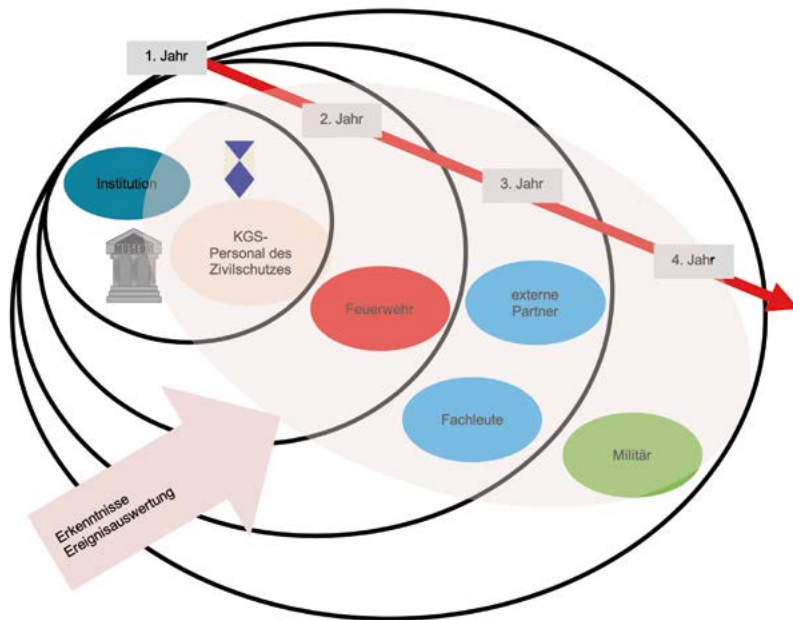 1. Jahr
2. Jahr
3. Jahr
4. Jahr
Institution
MUSEUM
KGS-
Personal des
Zivilschutzes
Feuerwehr
externe
Partner
Fachleute
Militär
Erkenntnisse
Ereignisauswertung